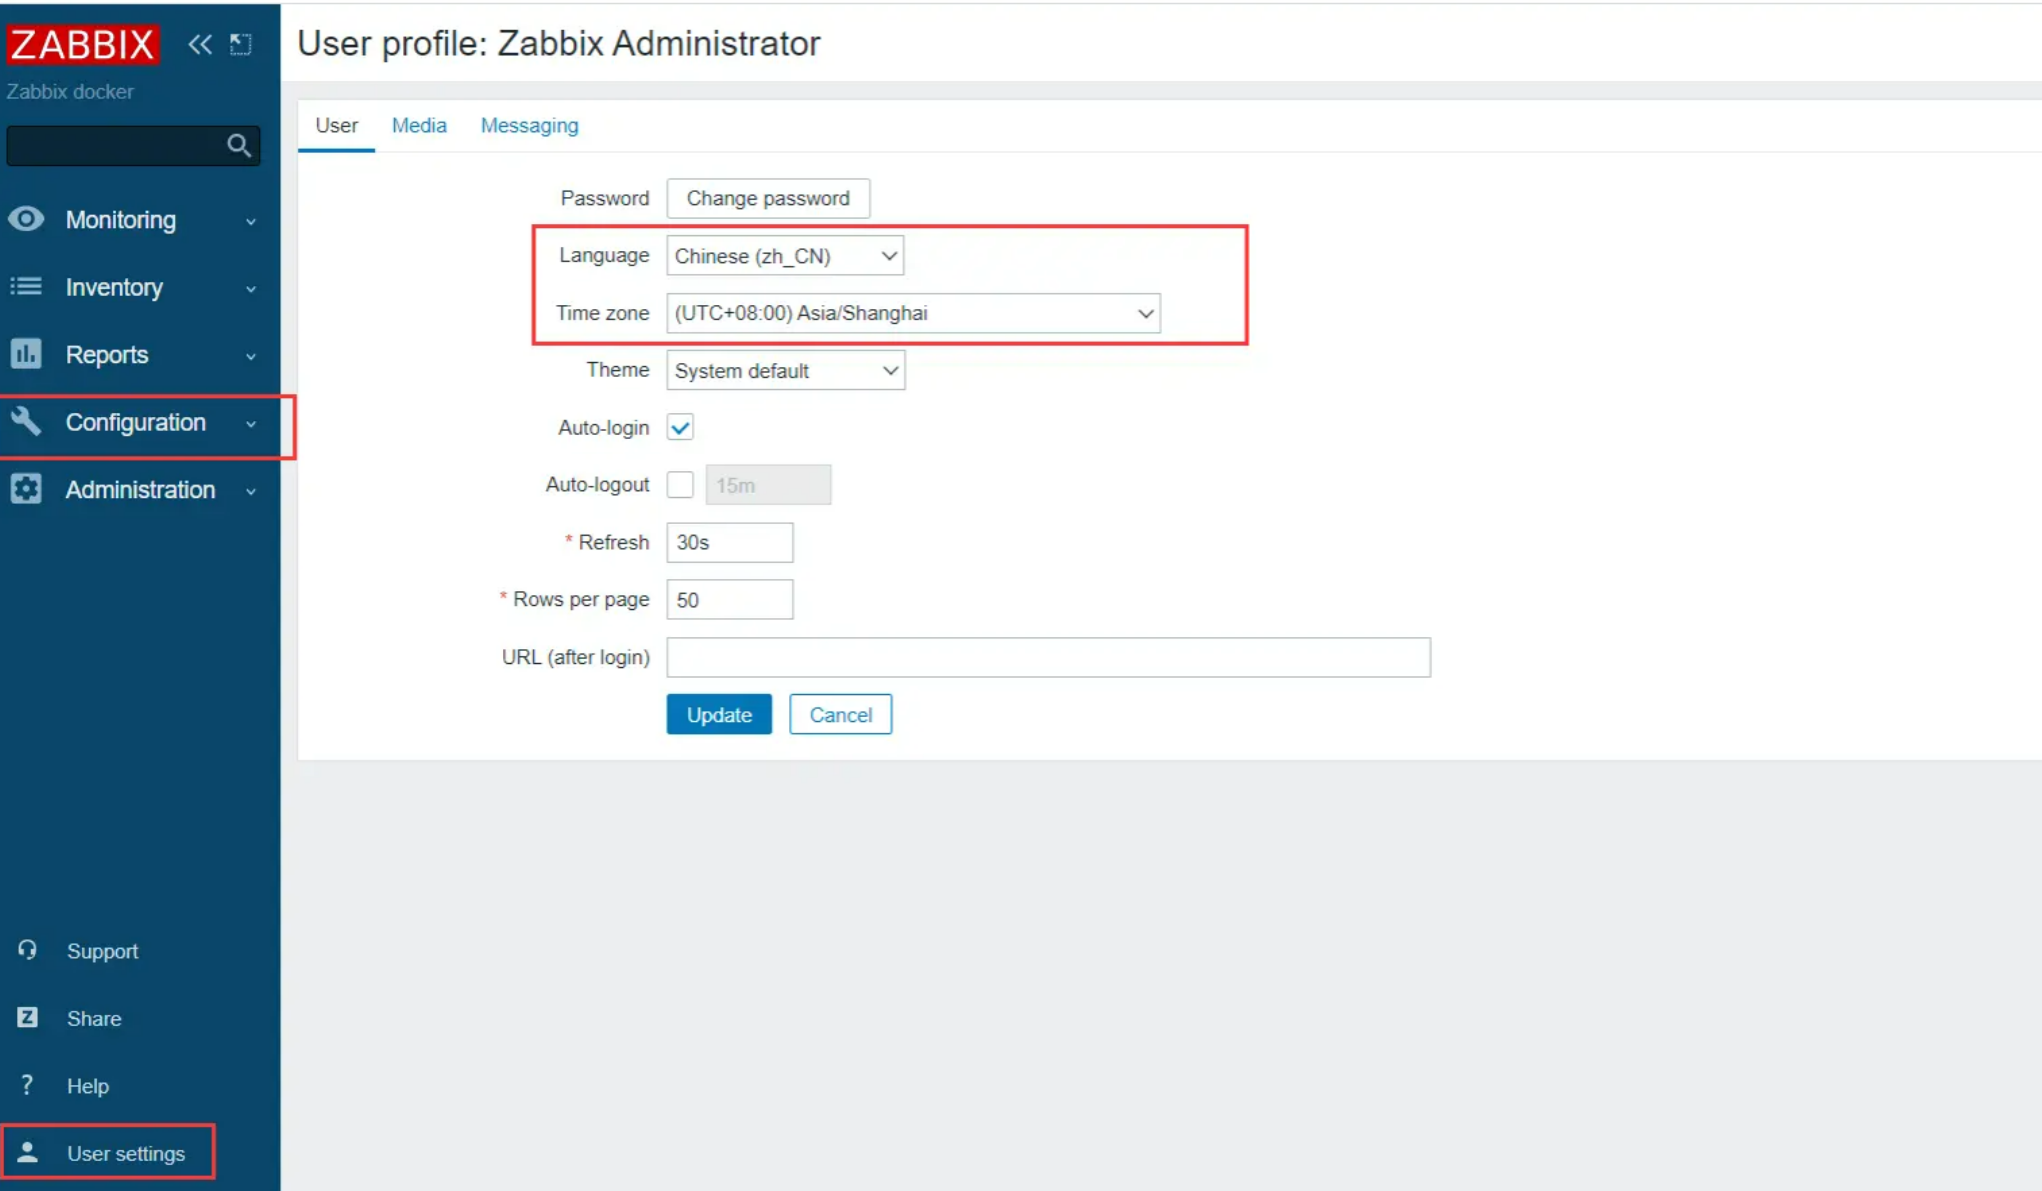 ZABBIX
Zabbix docker
Monitoring
Inventory
Reports
Configuration
Administration
Support
Share
Help
User settings
User profile: Zabbix Administrator
User Media Messaging
Password Change password
Language Chinese (zh_CN)
Time zone (UTC+08:00) Asia/Shanghai
Theme System default
Auto-login
Auto-logout 15m
* Refresh 30s
* Rows per page 50
URL (after login)
Update Cancel